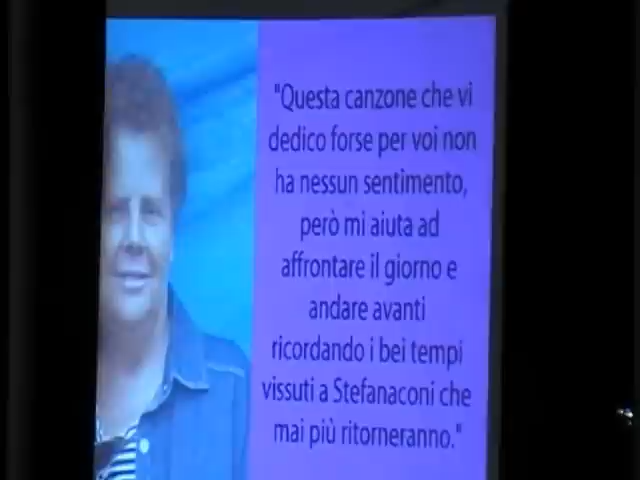 "Questa canzone che vi
dedico forse per voi non
ha nessun sentimento,
però mi aiuta ad
affrontare il giorno e
andare avanti
ricordando i bei tempi
vissuti a Stefanaconi che
mai più ritorneranno."